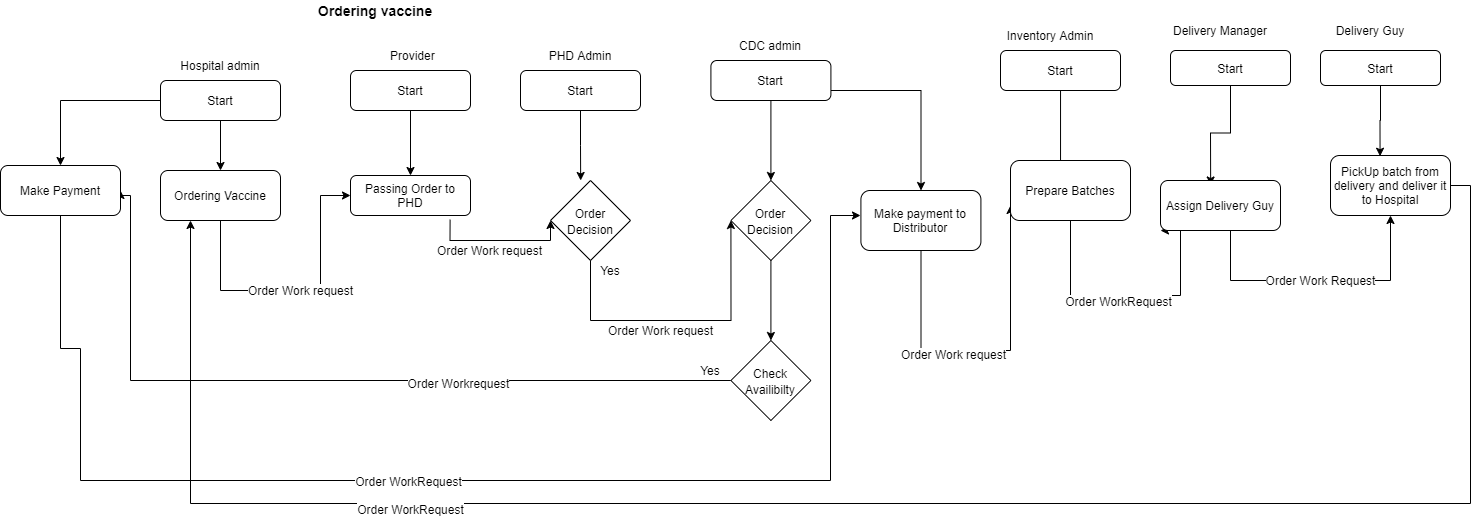 Ordering vaccine
Hospital admin
Provider
PHD Admin
CDC admin
Inventory Admin
Delivery Manager
Delivery Guy
Start
Start
Start
Start
Start
Start
Start
Make Payment
Ordering Vaccine
Passing Order to
PHD
Order
Decision
Order
Decision
Make payment to
Distributor
Prepare Batches
Assign Delivery Guy
PickUp batch from
delivery and deliver it
to Hospital
Order Work request
Order Work request
Yes
Order Work request
Order Work request
Order WorkRequest
Order Work Request
Check
Availibilty
Yes
Order Workrequest
Order WorkRequest
Order WorkRequest